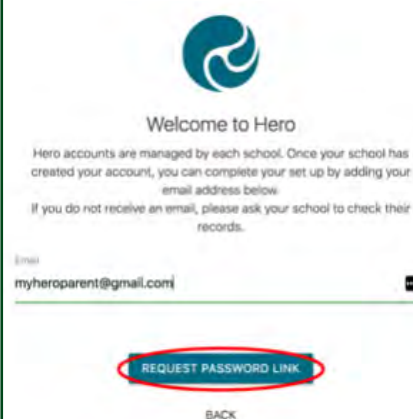 Welcome to Hero
Hero accounts are managed by each school. Once your school has
created your account, you can complete your set up by adding your
email address below.
If you do not receive an email, please ask your school to check their
records.
Email
myheroparent@gmail.com
REQUEST PASSWORD LINK
BACK